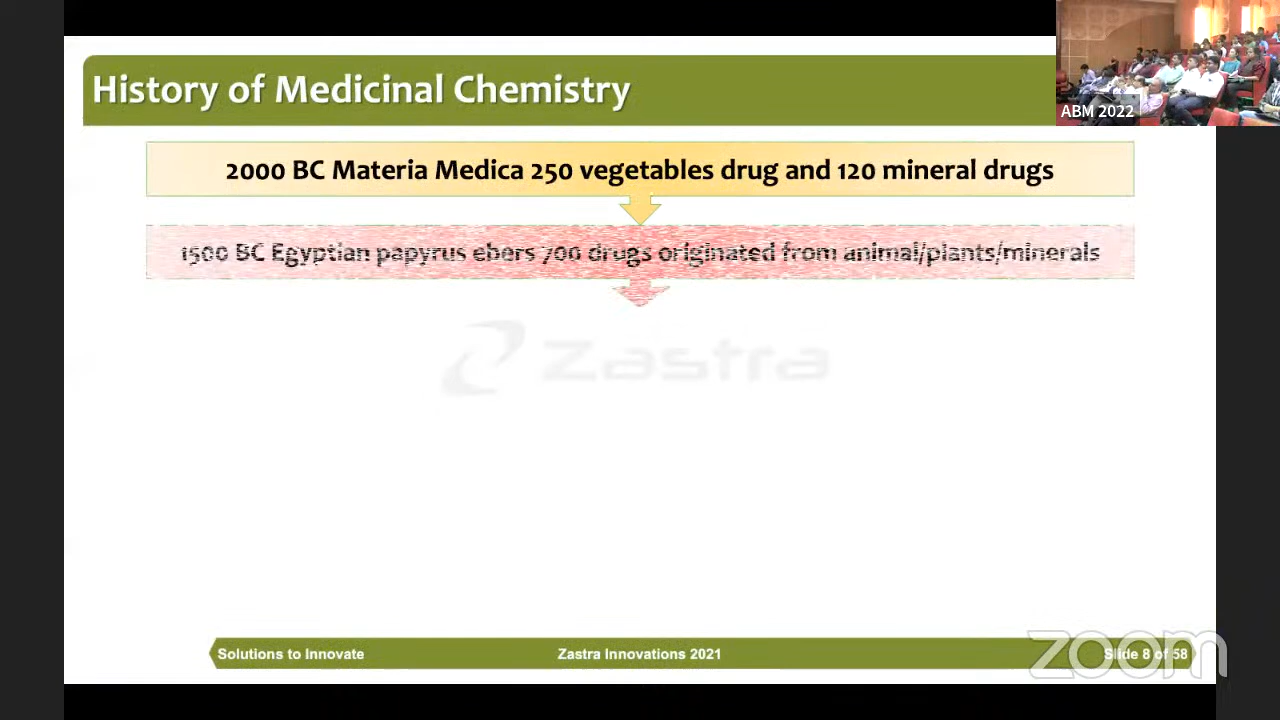 History of Medicinal Chemistry
ABM 2022
2000 BC Materia Medica 250 vegetables drug and 120 mineral drugs
1500 BC Egyptian papyrus ebers 700 drugs originated from animal/plants/minerals
Zastra
Solutions to Innovate
Zastra Innovations 2021
Slide 8 of 58
zoom